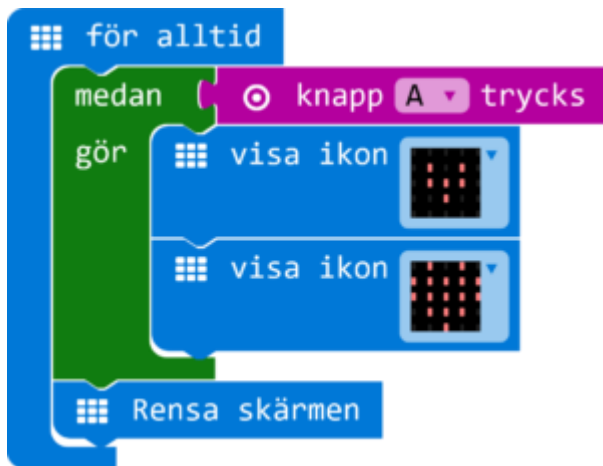 för alltid
medan knapp A trycks
gör visa ikon
visa ikon
Rensa skärmen